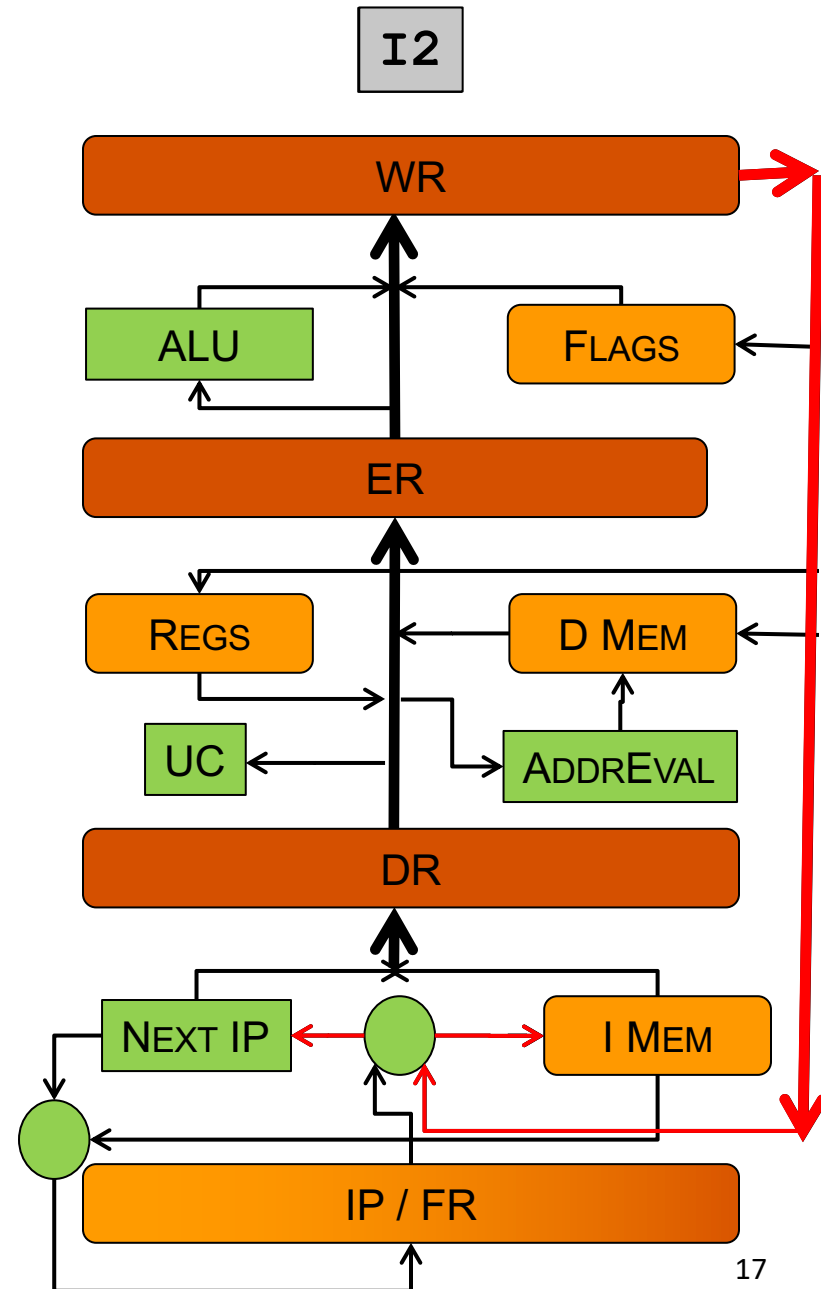 I2
WR
ALU
FLAGS
ER
REGS
D MEM
UC
ADDREVAL
DR
NEXT IP
I MEM
IP / FR
17